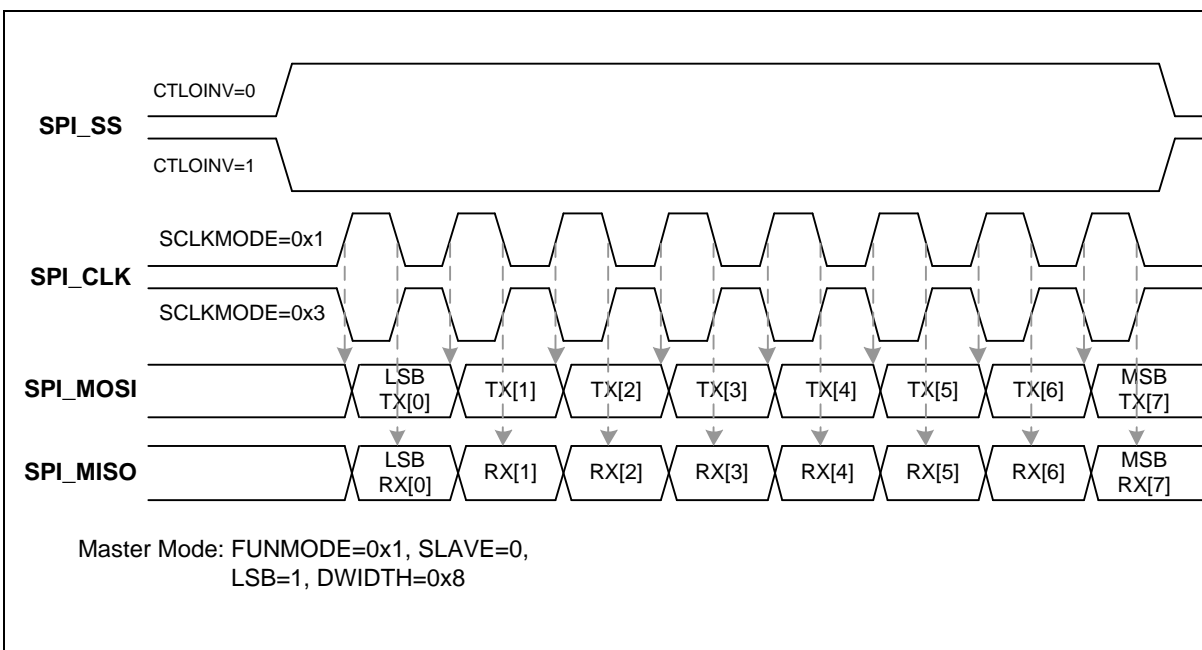 CTLOINV=0
SPI_SS
CTLOINV=1
SCLKMODE=0x1
SPI_CLK
SCLKMODE=0x3
SPI_MOSI
LSB
TX[0]
TX[1]
TX[2]
TX[3]
TX[4]
TX[5]
TX[6]
MSB
TX[7]
SPI_MISO
LSB
RX[0]
RX[1]
RX[2]
RX[3]
RX[4]
RX[5]
RX[6]
MSB
RX[7]
Master Mode: FUNMODE=0x1, SLAVE=0,
LSB=1, DWIDTH=0x8